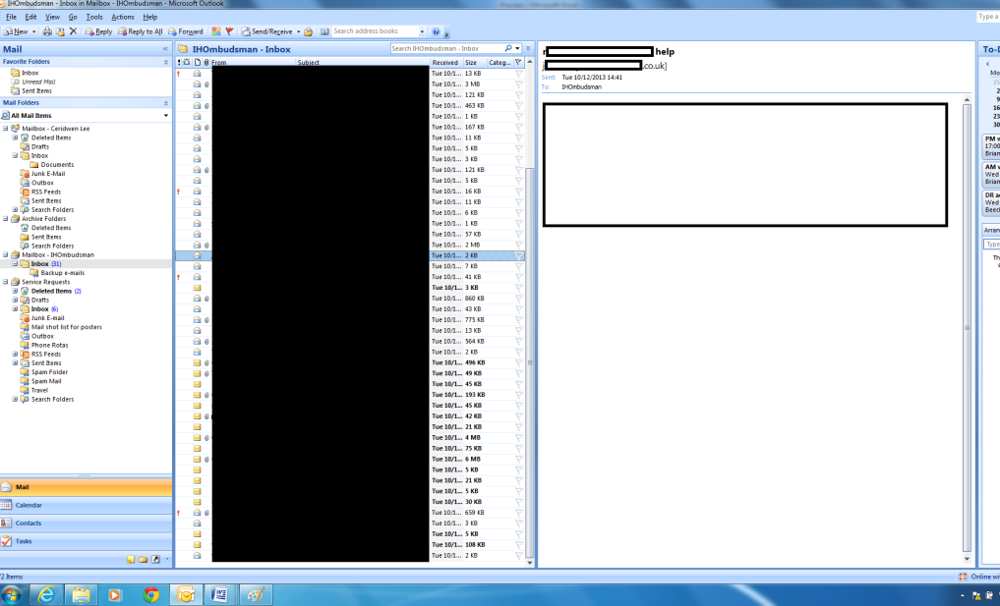 IHOmbudsman - Inbox in Mailbox - IHOmbudsman - Microsoft Outlook
File Edit View Go Tools Actions Help
Type a
New Reply Reply to All Forward Send/Receive Search address books
Mail
Favorite Folders
Inbox
Unread Mail
Sent Items
Mail Folders
All Mail Items
Mailbox - Ceridwen Lee
Deleted Items
Drafts
Inbox
Documents
Junk E-Mail
Outbox
RSS Feeds
Sent Items
Search Folders
Archive Folders
Deleted Items
Sent Items
Search Folders
Mailbox - IHOmbudsman
Inbox (31)
Backup e-mails
Service Requests
Deleted Items (2)
Drafts
Inbox (6)
Junk E-mail
Mail shot list for posters
Outbox
Phone Rotas
RSS Feeds
Sent Items
Spam Folder
Spam Mail
Travel
Search Folders
Mail
Calendar
Contacts
Tasks
IHOmbudsman - Inbox
Search IHOmbudsman - Inbox
From Subject Received Size Categ...
Tue 10/1... 13 KB
Tue 10/1... 3 MB
Tue 10/1... 121 KB
Tue 10/1... 463 KB
Tue 10/1... 1 KB
Tue 10/1... 167 KB
Tue 10/1... 11 KB
Tue 10/1... 5 KB
Tue 10/1... 3 KB
Tue 10/1... 121 KB
Tue 10/1... 5 KB
Tue 10/1... 16 KB
Tue 10/1... 11 KB
Tue 10/1... 6 KB
Tue 10/1... 1 KB
Tue 10/1... 57 KB
Tue 10/1... 2 MB
Tue 10/1... 2 KB
Tue 10/1... 7 KB
Tue 10/1... 41 KB
Tue 10/1... 3 KB
Tue 10/1... 860 KB
Tue 10/1... 43 KB
Tue 10/1... 775 KB
Tue 10/1... 13 KB
Tue 10/1... 564 KB
Tue 10/1... 2 KB
Tue 10/1... 496 KB
Tue 10/1... 49 KB
Tue 10/1... 45 KB
Tue 10/1... 193 KB
Tue 10/1... 45 KB
Tue 10/1... 42 KB
Tue 10/1... 21 KB
Tue 10/1... 4 MB
Tue 10/1... 75 KB
Tue 10/1... 6 MB
Tue 10/1... 5 KB
Tue 10/1... 21 KB
Tue 10/1... 5 KB
Tue 10/1... 30 KB
Tue 10/1... 659 KB
Tue 10/1... 3 KB
Tue 10/1... 5 KB
Tue 10/1... 108 KB
Tue 10/1... 2 KB
help
.co.uk]
Sent: Tue 10/12/2013 14:41
To: IHOmbudsman
To-D
Mo
25
2
9
16
23
30
PM w
17:00
Brian
AM w
Wed
Brian
DR a
Wed
Beec
Arran
Type
Th
2 Items
Online wi